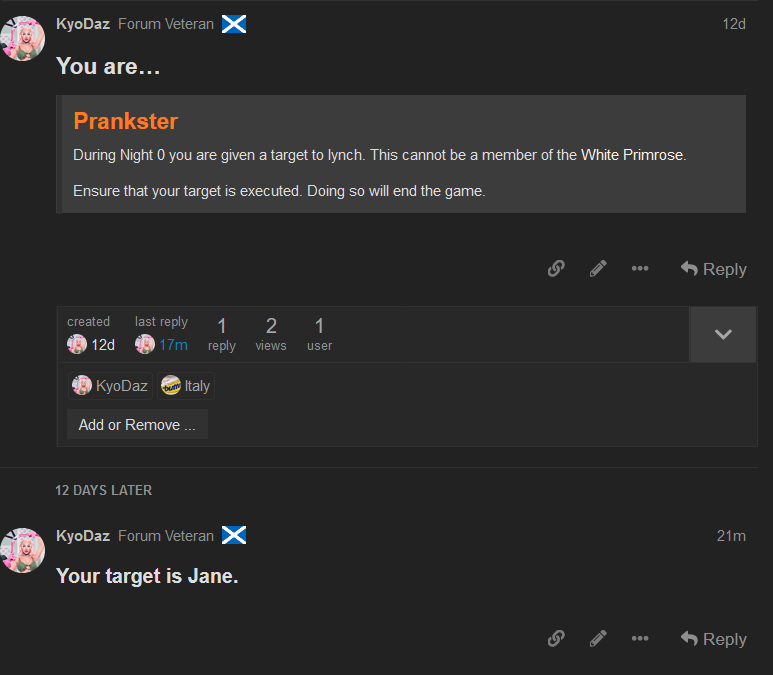 KyoDaz Forum Veteran 12d
You are…
Prankster
During Night 0 you are given a target to lynch. This cannot be a member of the White Primrose.
Ensure that your target is executed. Doing so will end the game.
Reply
created last reply 1 2 1
12d 17m reply views user
KyoDaz Italy
Add or Remove ...
12 DAYS LATER
KyoDaz Forum Veteran 21m
Your target is Jane.
Reply